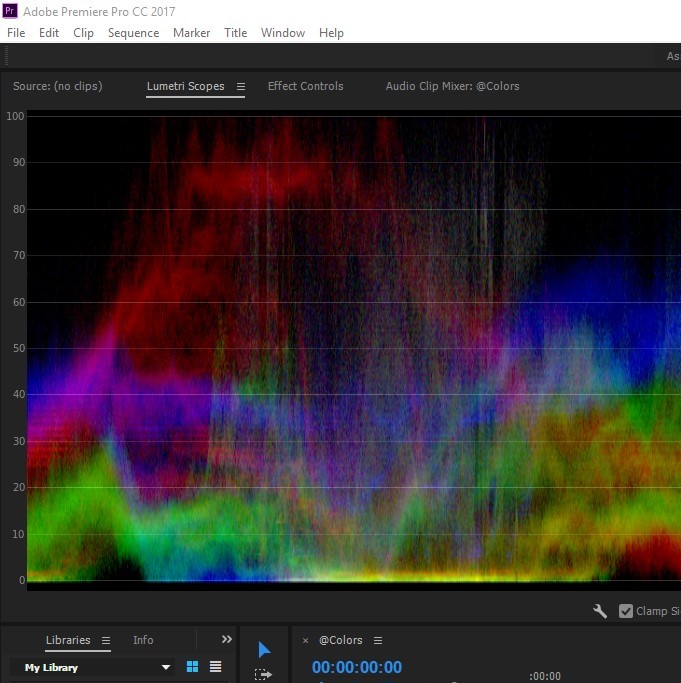 Pr Adobe Premiere Pro CC 2017
File Edit Clip Sequence Marker Title Window Help
As
Source: (no clips) Lumetri Scopes Effect Controls Audio Clip Mixer: @Colors
100
90
80
70
60
50
40
30
20
10
0
Clamp Si
Libraries Info × @Colors
My Library 00:00:00:00
:00:00